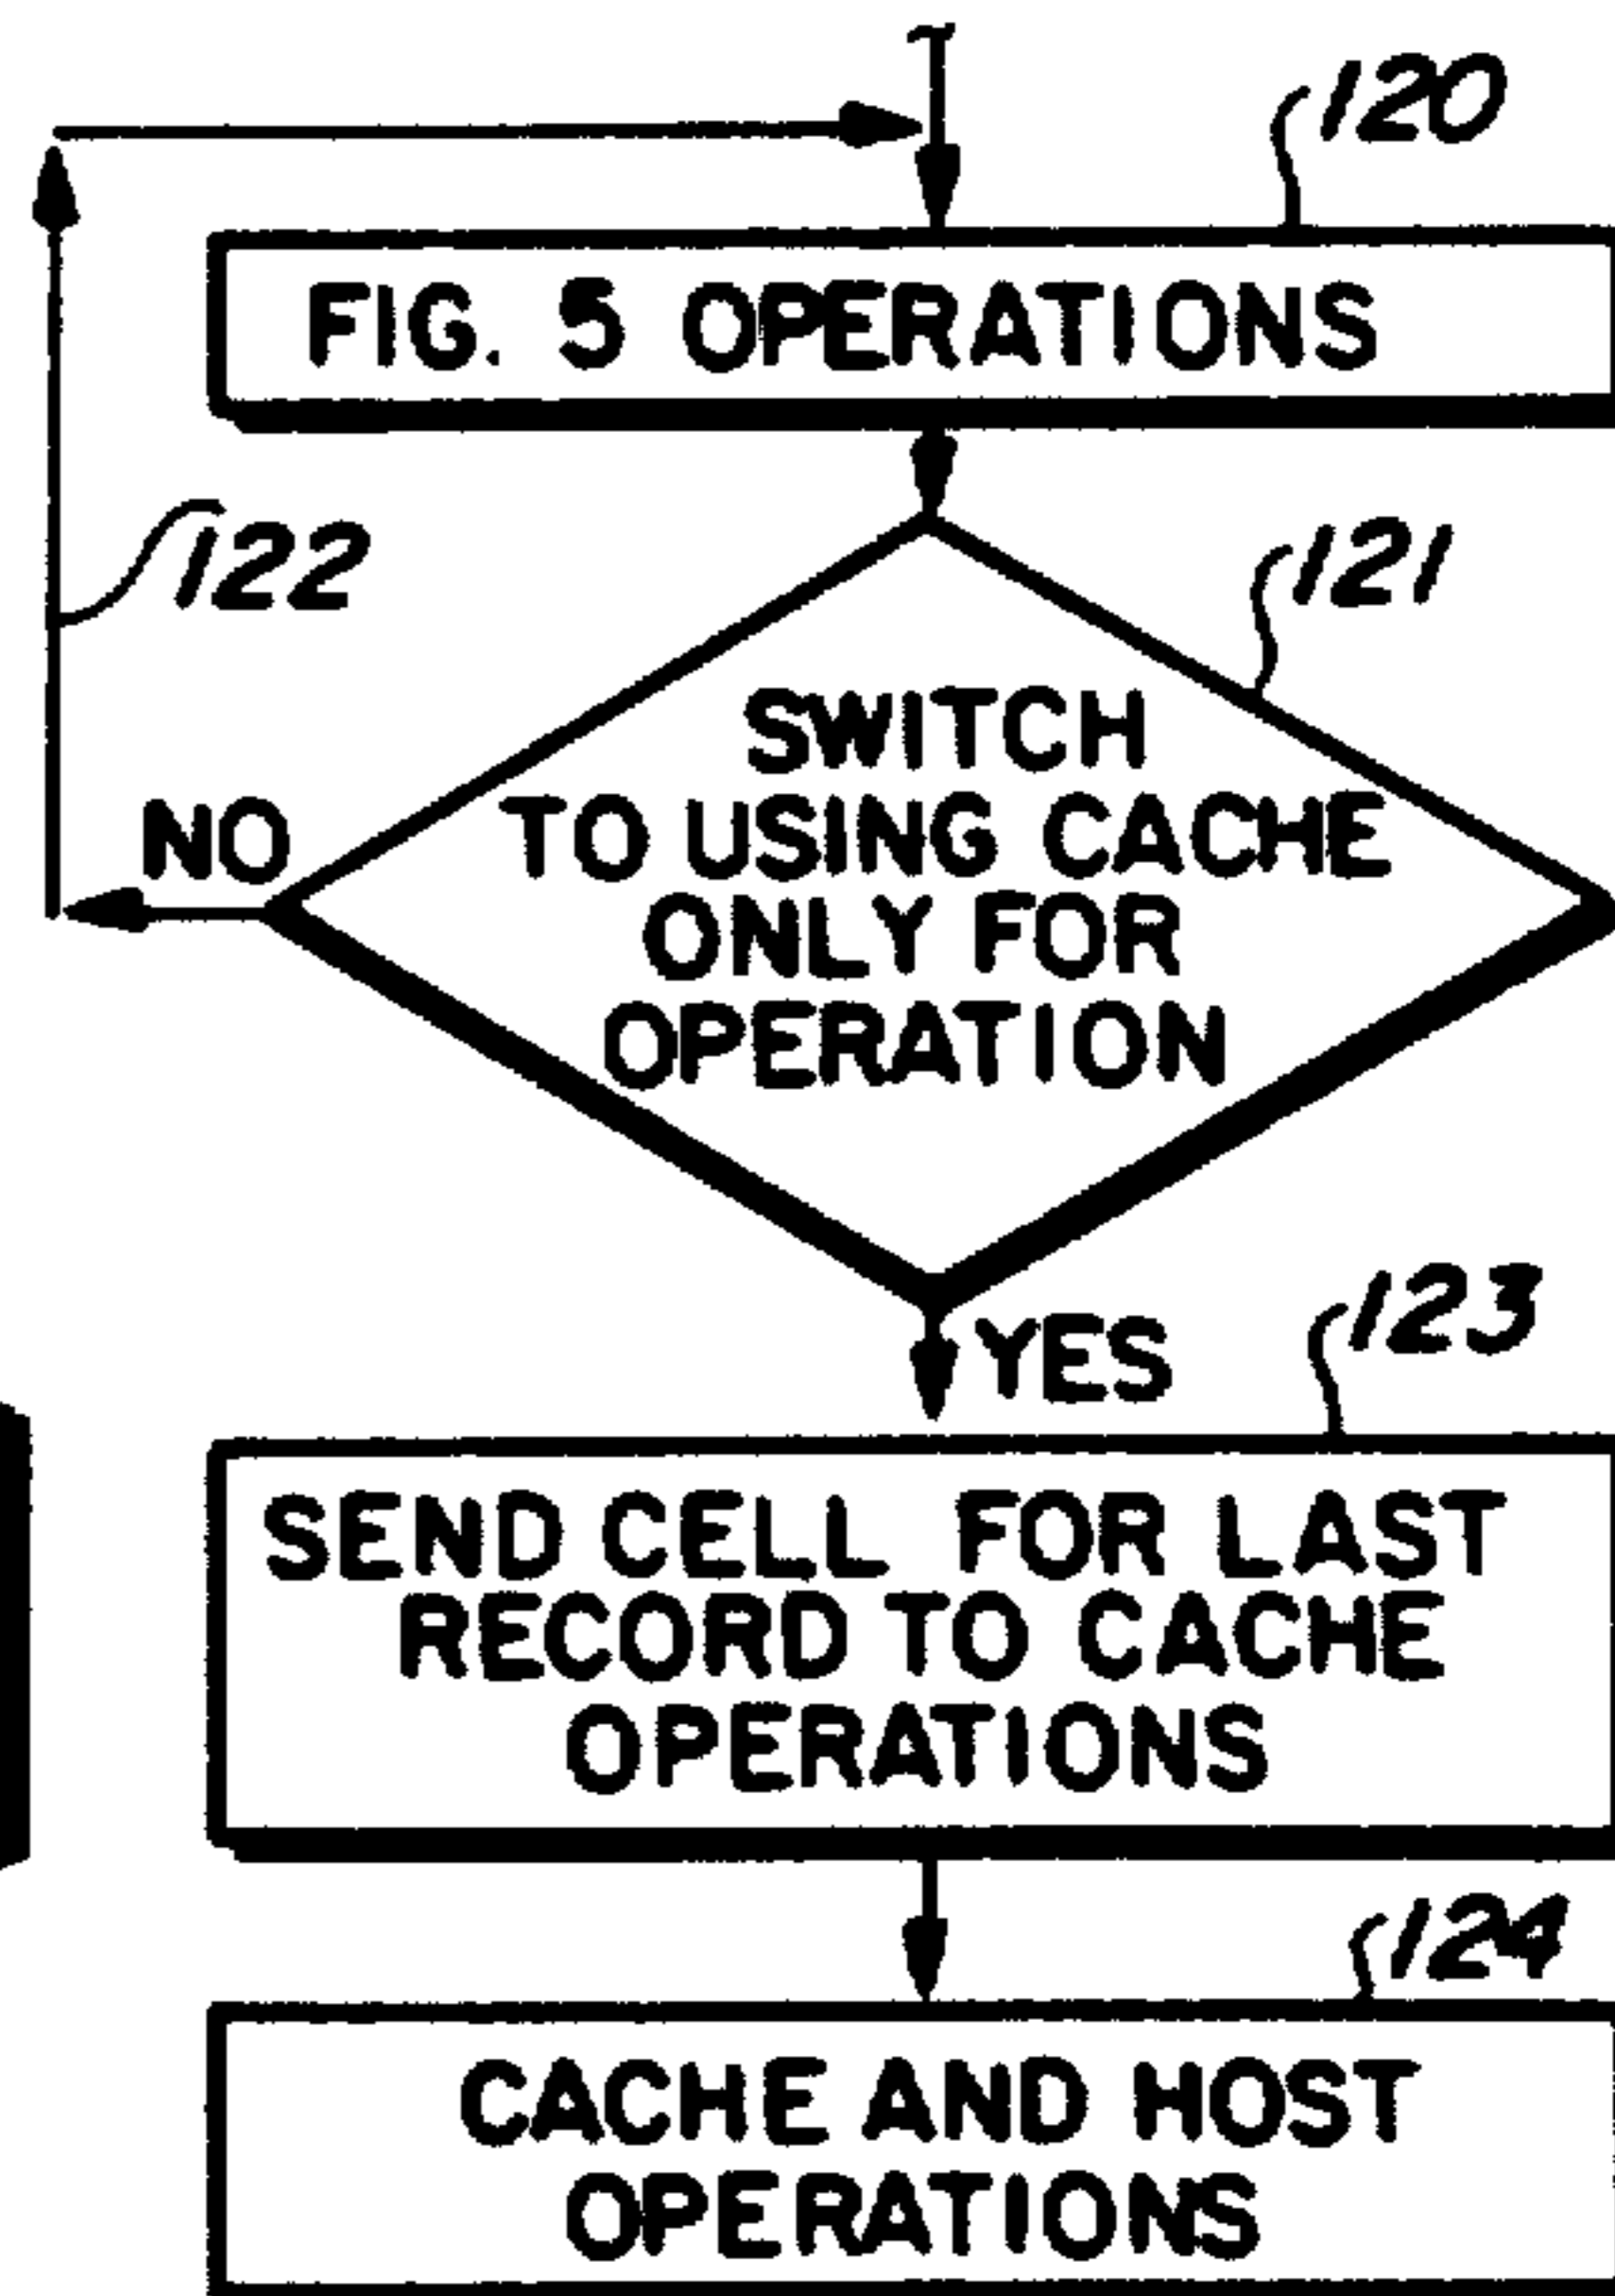 120
FIG. 5 OPERATIONS
122
121
SWITCH
TO USING CACHE
ONLY FOR
OPERATION
NO
YES
123
SEND CELL FOR LAST
RECORD TO CACHE
OPERATIONS
124
CACHE AND HOST
OPERATIONS